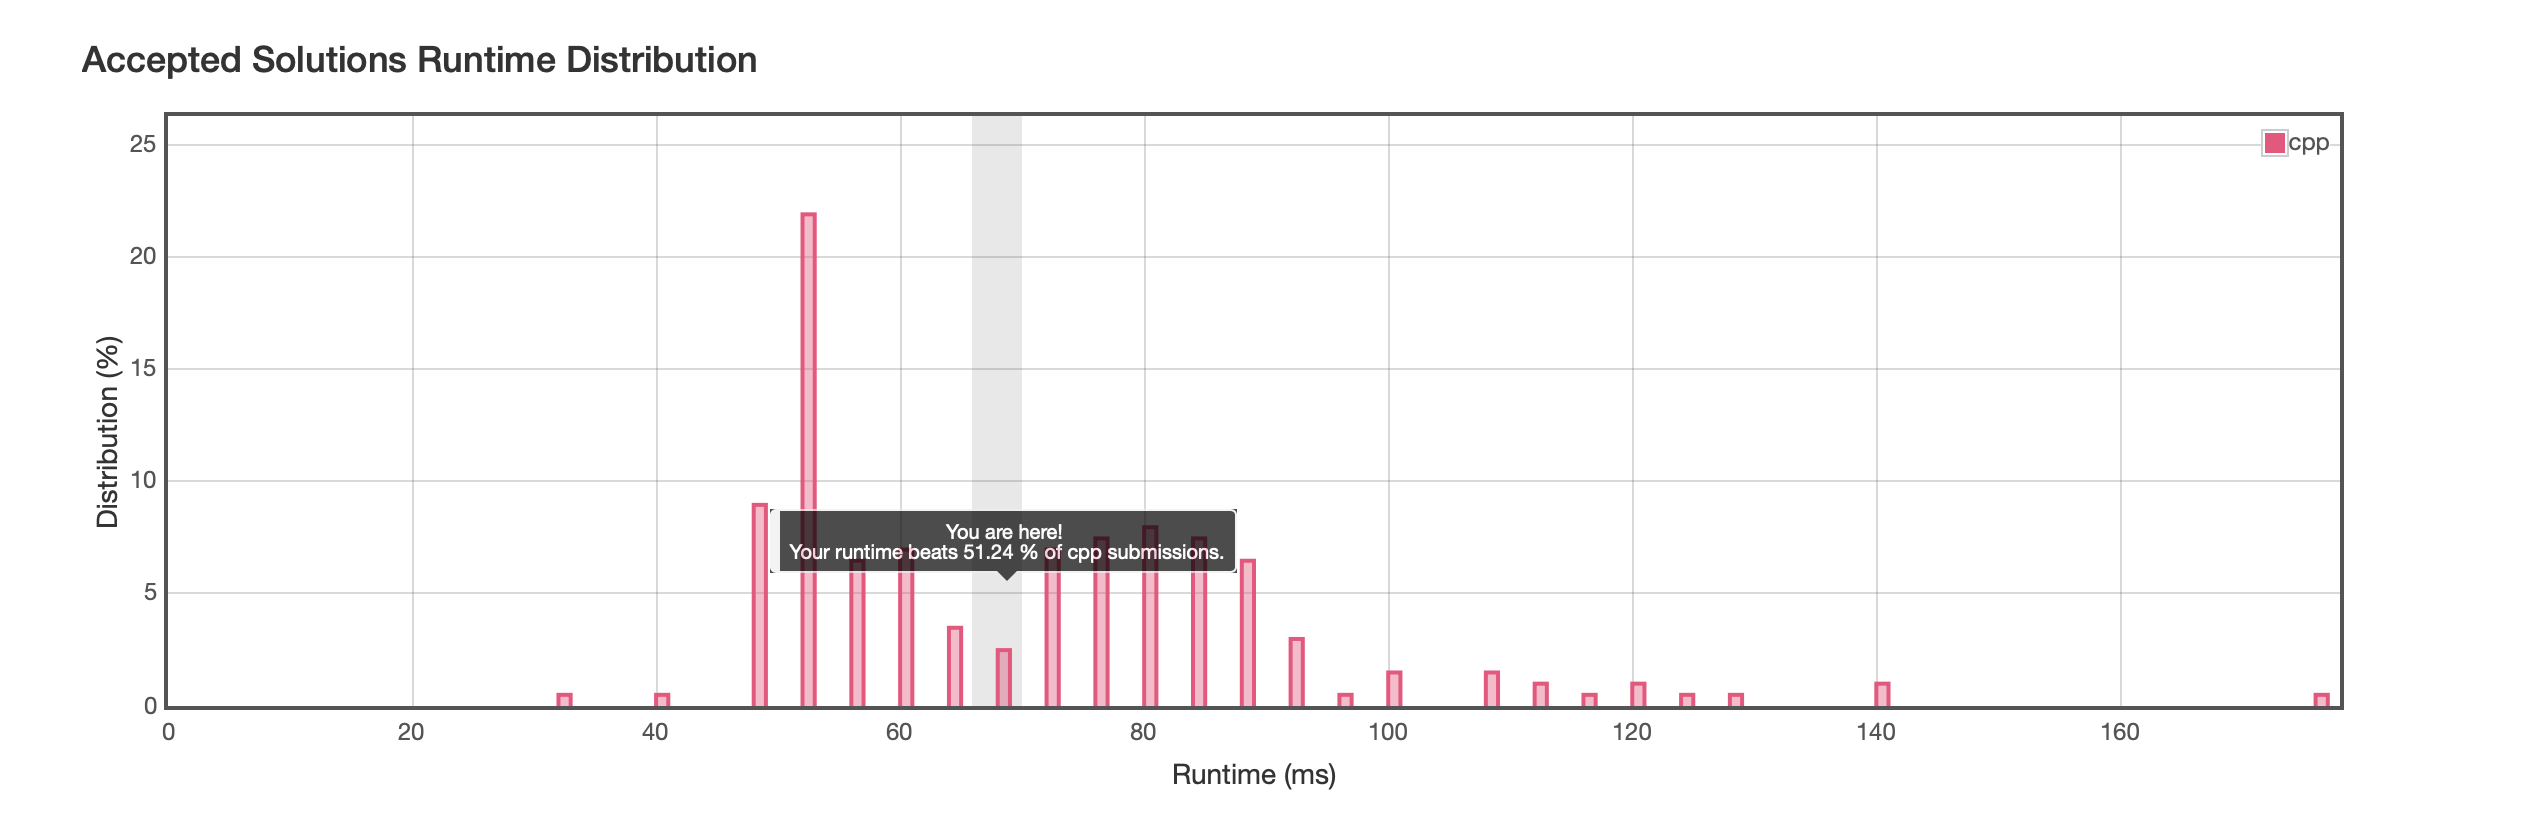 Accepted Solutions Runtime Distribution
25
cpp
20
15
10
5
0
Distribution (%)
You are here!
Your runtime beats 51.24 % of cpp submissions.
0 20 40 60 80 100 120 140 160
Runtime (ms)